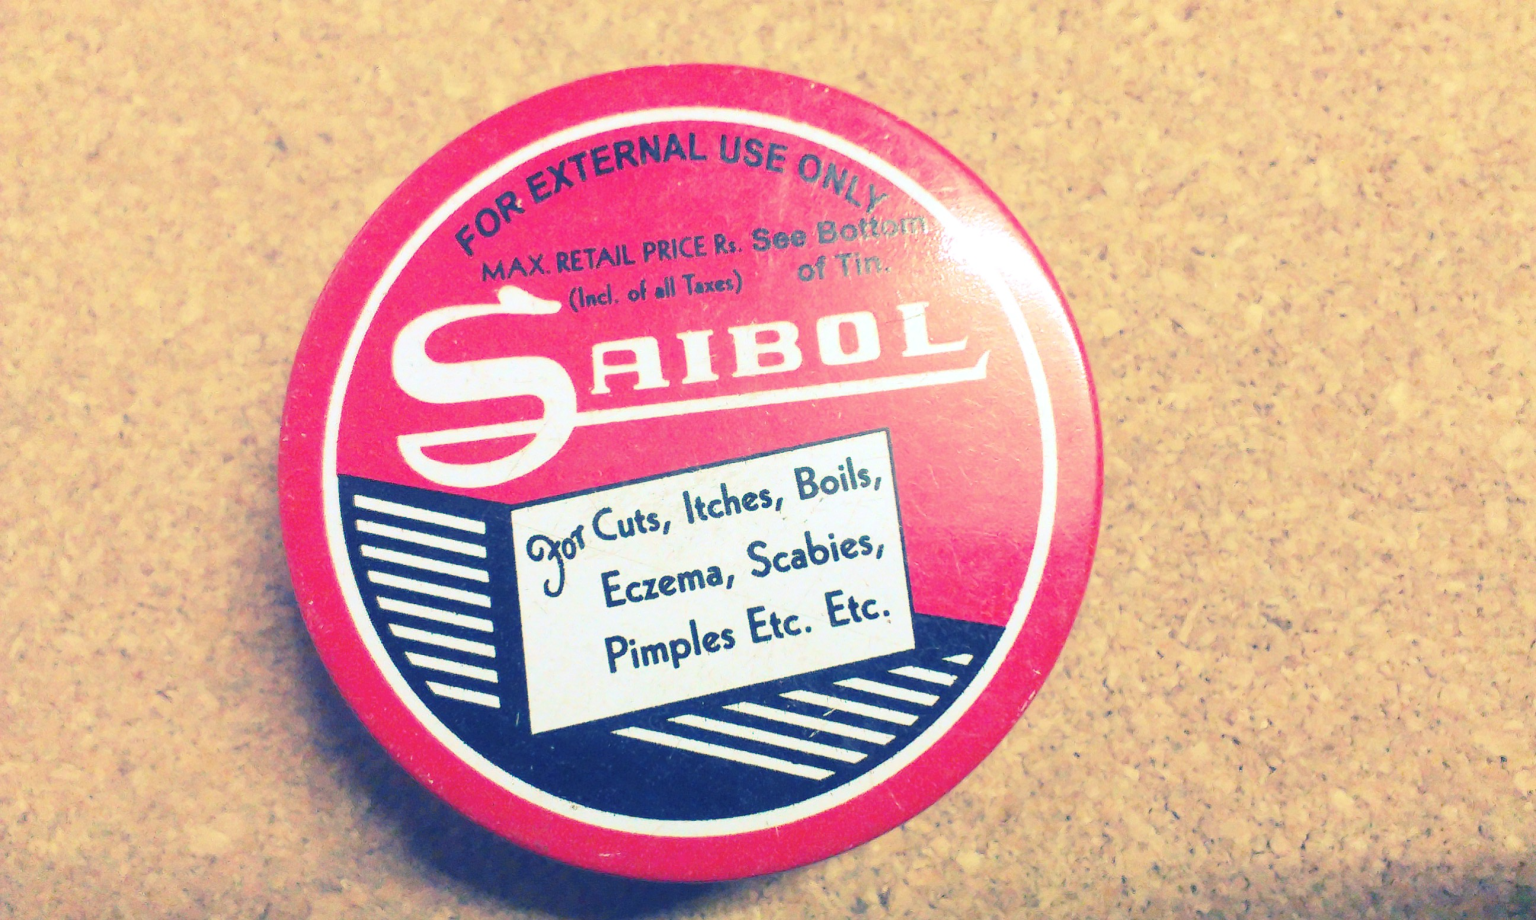 FOR EXTERNAL USE ONLY
MAX. RETAIL PRICE Rs. See Bottom
(Incl. of all Taxes) of Tin.
SAIBOL
For Cuts, Itches, Boils,
Eczema, Scabies,
Pimples Etc. Etc.